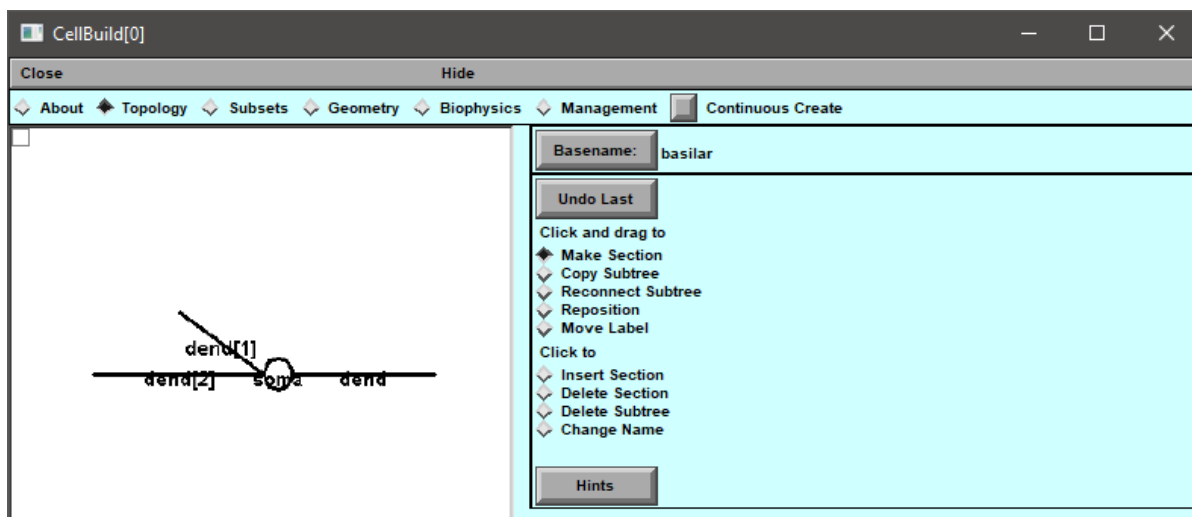 CellBuild[0]
Close Hide
About Topology Subsets Geometry Biophysics Management Continuous Create
Basename: basilar
Undo Last
Click and drag to
Make Section
Copy Subtree
Reconnect Subtree
Reposition
Move Label
Click to
Insert Section
Delete Section
Delete Subtree
Change Name
Hints
dend[1]
dend[2] soma dend